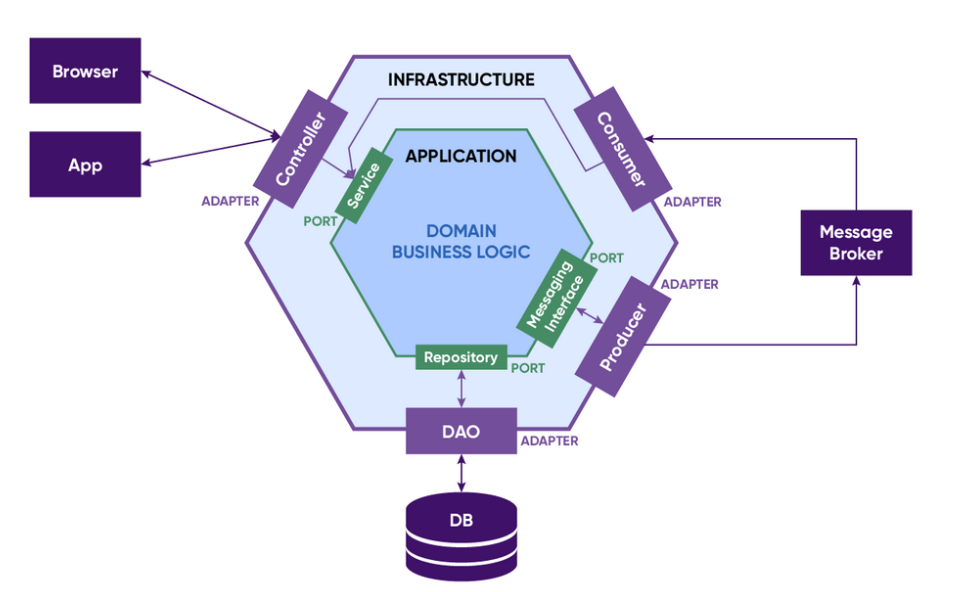 Browser
App
INFRASTRUCTURE
Controller
ADAPTER
Consumer
ADAPTER
APPLICATION
Service
PORT
DOMAIN
BUSINESS LOGIC
Message
Broker
Messaging
Interface
PORT
Producer
ADAPTER
Repository
PORT
DAO
ADAPTER
DB